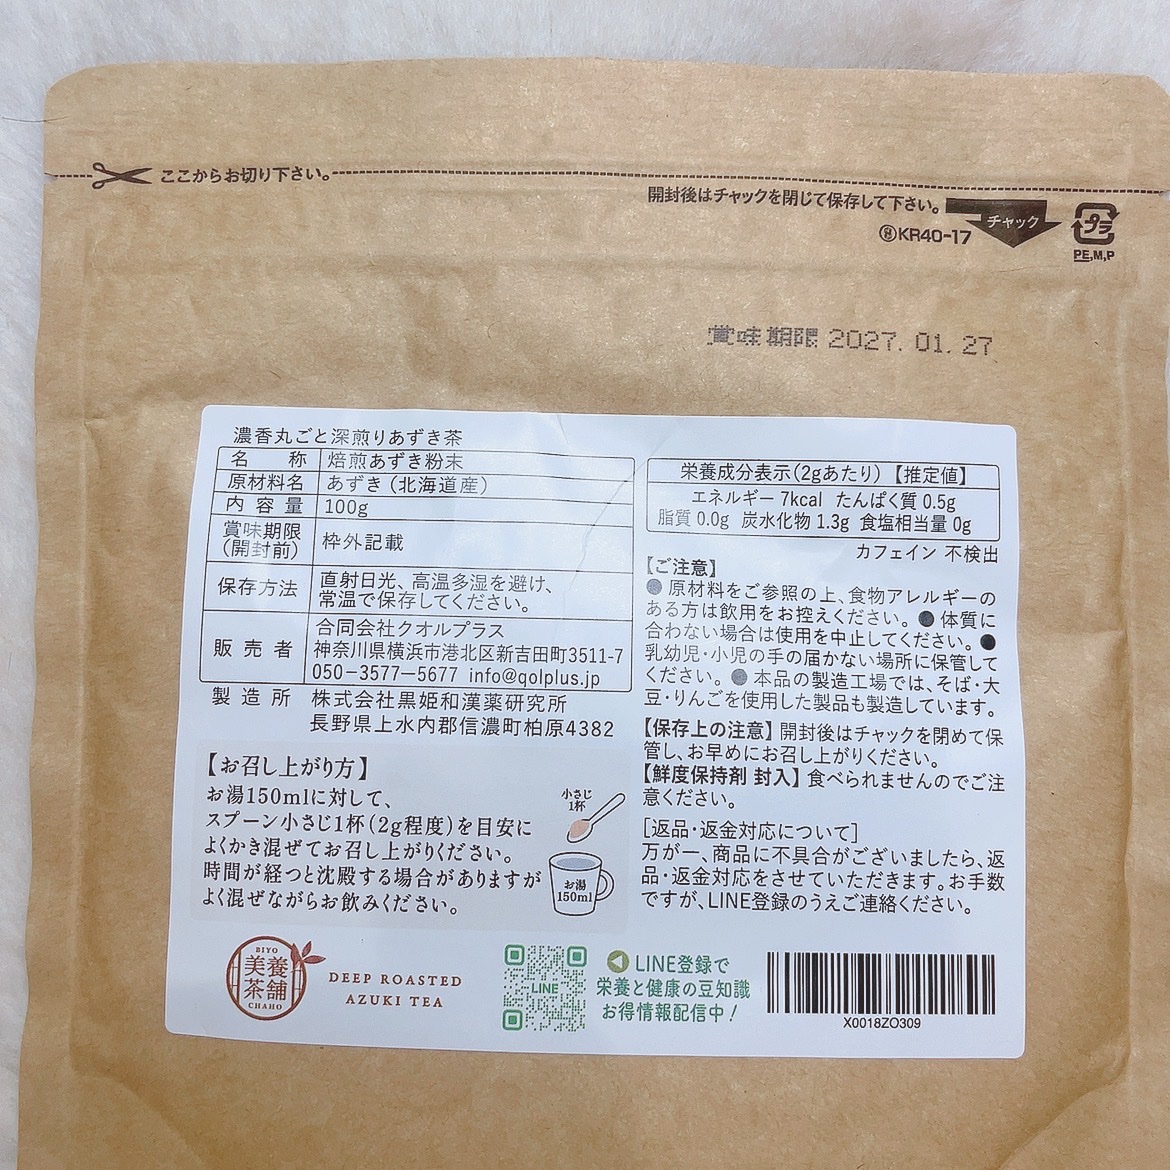 ここからお切り下さい。
開封後はチャックを閉じて保存して下さい。
チャック
プラ
PE,M,P
KR40-17
賞味期限 2027. 01. 27
濃香丸ごと深煎りあずき茶
名 称 焙煎あずき粉末
原材料名 あずき (北海道産)
内容量 100g
賞味期限
(開封前) 枠外記載
保存方法 直射日光、高温多湿を避け、
常温で保存してください。
販売者 合同会社クオルプラス
神奈川県横浜市港北区新吉田町3511-7
050-3577-5677 info@qolplus.jp
製造所 株式会社黒姫和漢薬研究所
長野県上水内郡信濃町柏原4382
【お召し上がり方】
お湯150mlに対して、
スプーン小さじ1杯(2g程度)を目安に
よくかき混ぜてお召し上がりください。
時間が経つと沈殿する場合がありますが
よく混ぜながらお飲みください。
小さじ
1杯
お湯
150ml
栄養成分表示(2gあたり)【推定値】
エネルギー 7kcal たんぱく質 0.5g
脂質 0.0g 炭水化物 1.3g 食塩相当量 0g
カフェイン 不検出
【ご注意】
● 原材料をご参照の上、食物アレルギーの
ある方は飲用をお控えください。● 体質に
合わない場合は使用を中止してください。●
乳幼児・小児の手の届かない場所に保管して
ください。● 本品の製造工場では、そば・大
豆・りんごを使用した製品も製造しています。
【保存上の注意】開封後はチャックを閉めて保
管し、お早めにお召し上がりください。
【鮮度保持剤 封入】食べられませんのでご注
意ください。
[返品・返金対応について]
万が一、商品に不具合がございましたら、返
品・返金対応をさせていただきます。お手数
ですが、LINE登録のうえご連絡ください。
BIYO
美養
茶舗
CHAHO
DEEP ROASTED
AZUKI TEA
LINE
LINE登録で
栄養と健康の豆知識
お得情報配信中!
X0018ZO309